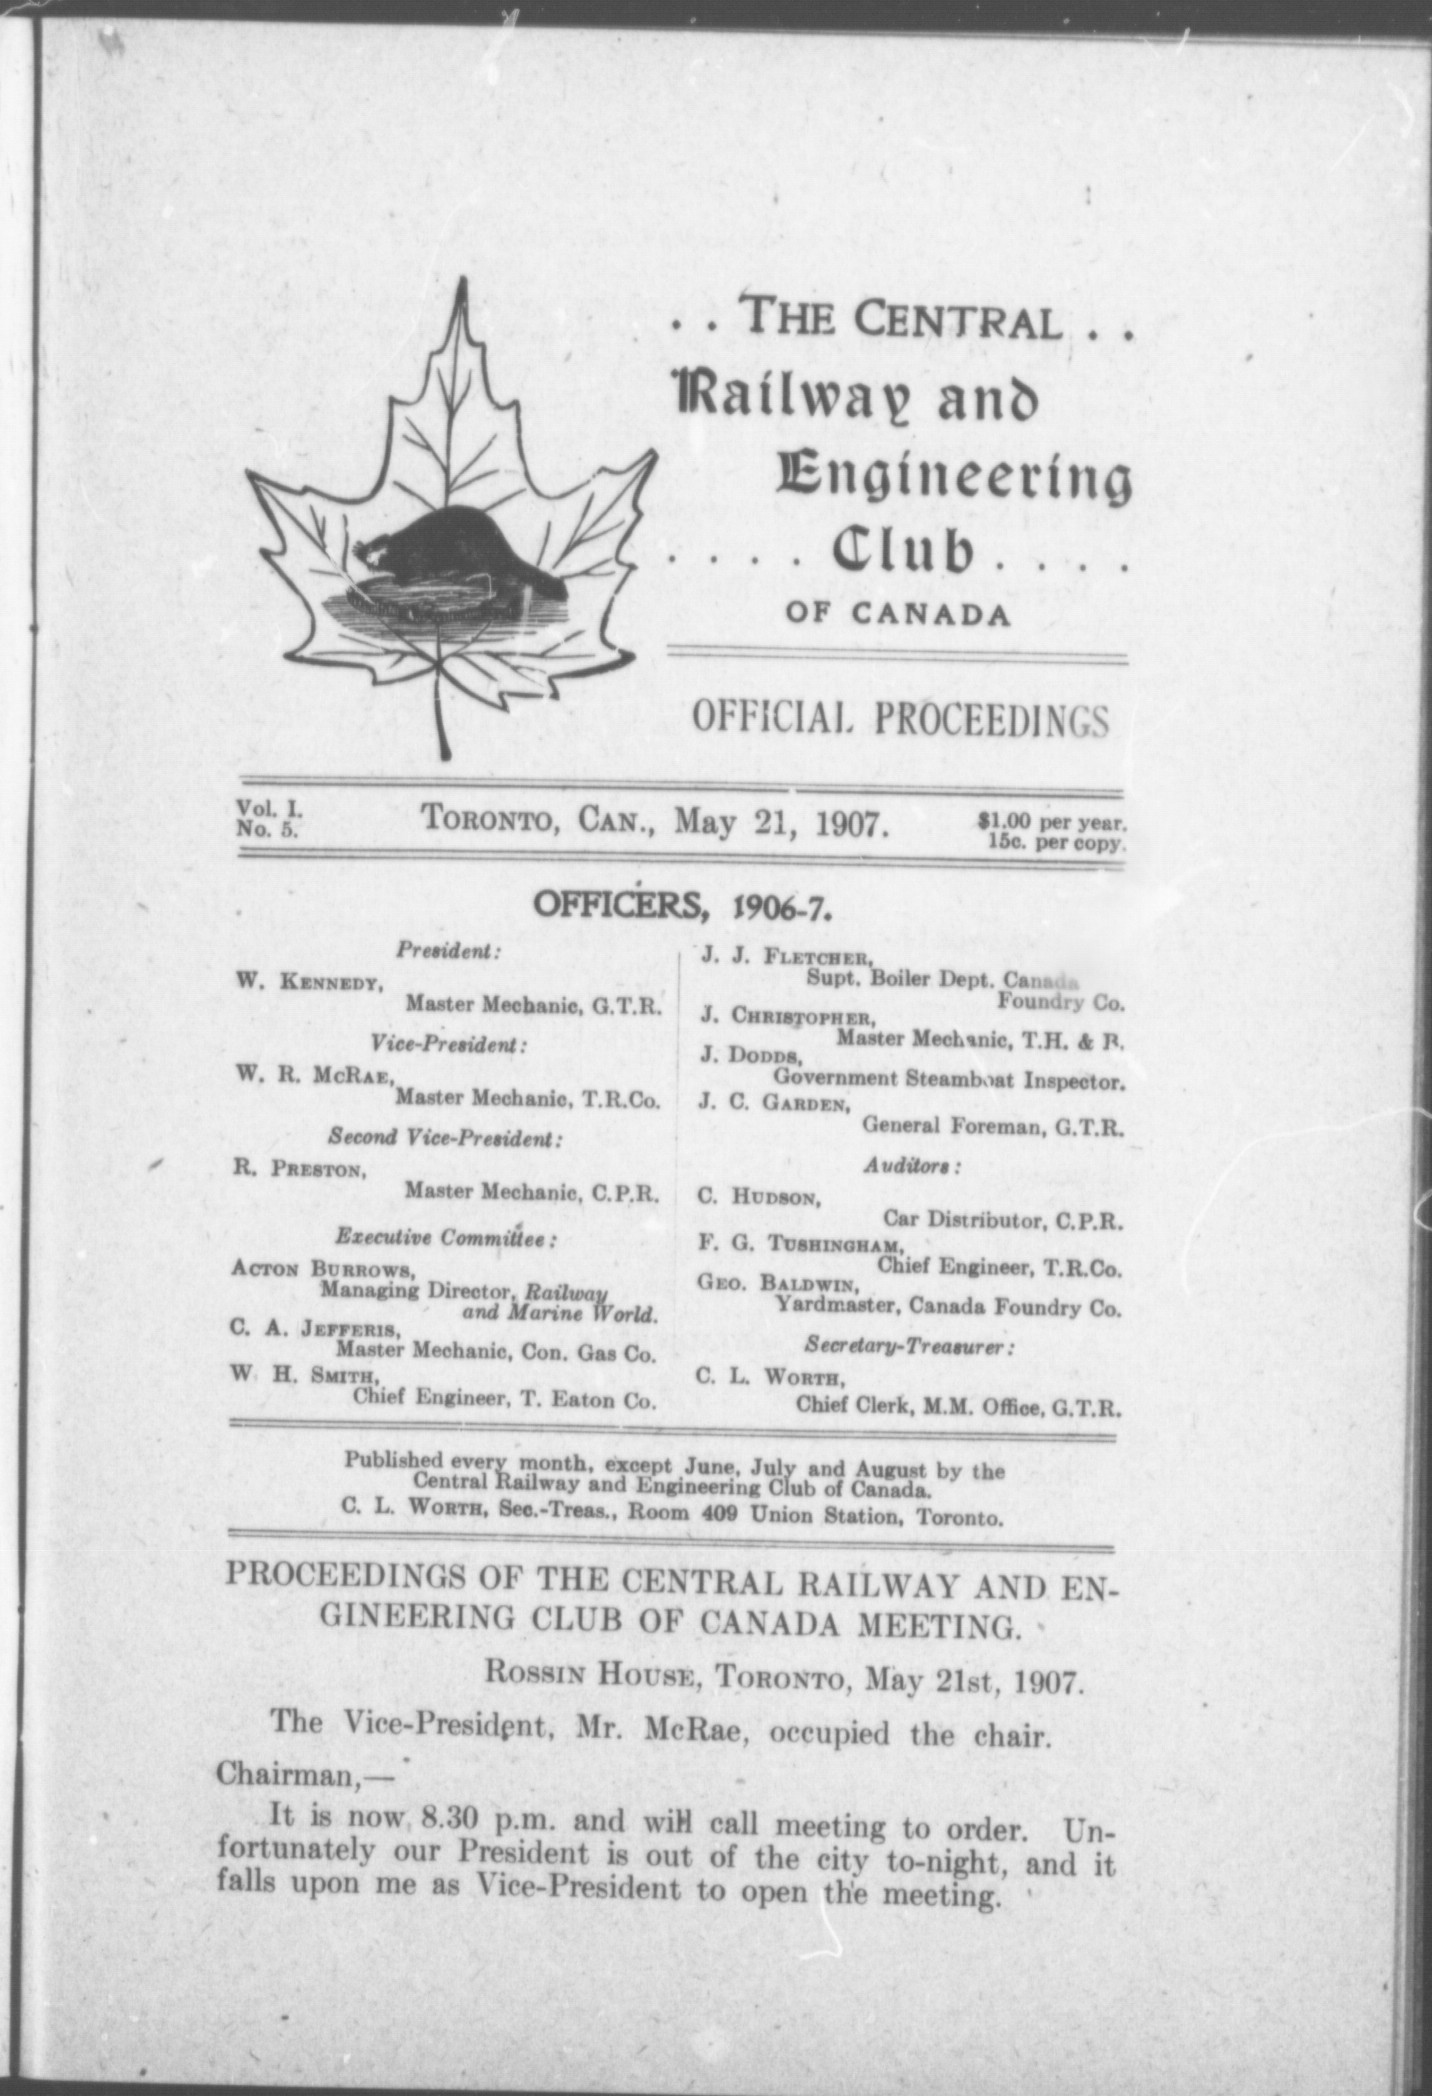 . . THE CENTRAL . .
Railway and
Engineering
. . . . Club . . . .
OF CANADA
OFFICIAL PROCEEDINGS
Vol. I.
No. 5.
TORONTO, CAN., May 21, 1907.
$1.00 per year.
15c. per copy.
OFFICERS, 1906-7.
President:
W. KENNEDY,
Master Mechanic, G.T.R.
Vice-President:
W. R. MCRAE,
Master Mechanic, T.R.Co.
Second Vice-President:
R. PRESTON,
Master Mechanic, C.P.R.
Executive Committee:
ACTON BURROWS,
Managing Director, Railway
and Marine World.
C. A. JEFFERIS,
Master Mechanic, Con. Gas Co.
W. H. SMITH,
Chief Engineer, T. Eaton Co.
J. J. FLETCHER,
Supt. Boiler Dept. Canada
Foundry Co.
J. CHRISTOPHER,
Master Mechanic, T.H. & B.
J. DODDS,
Government Steamboat Inspector.
J. C. GARDEN,
General Foreman, G.T.R.
Auditors:
C. HUDSON,
Car Distributor, C.P.R.
F. G. TUSHINGHAM,
Chief Engineer, T.R.Co.
GEO. BALDWIN,
Yardmaster, Canada Foundry Co.
Secretary-Treasurer:
C. L. WORTH,
Chief Clerk, M.M. Office, G.T.R.
Published every month, except June, July and August by the
Central Railway and Engineering Club of Canada.
C. L. WORTH, Sec.-Treas., Room 409 Union Station, Toronto.
PROCEEDINGS OF THE CENTRAL RAILWAY AND EN-
GINEERING CLUB OF CANADA MEETING.
ROSSIN HOUSE, TORONTO, May 21st, 1907.
The Vice-President, Mr. McRae, occupied the chair.
Chairman,—
It is now 8.30 p.m. and will call meeting to order. Un-
fortunately our President is out of the city to-night, and it
falls upon me as Vice-President to open the meeting.